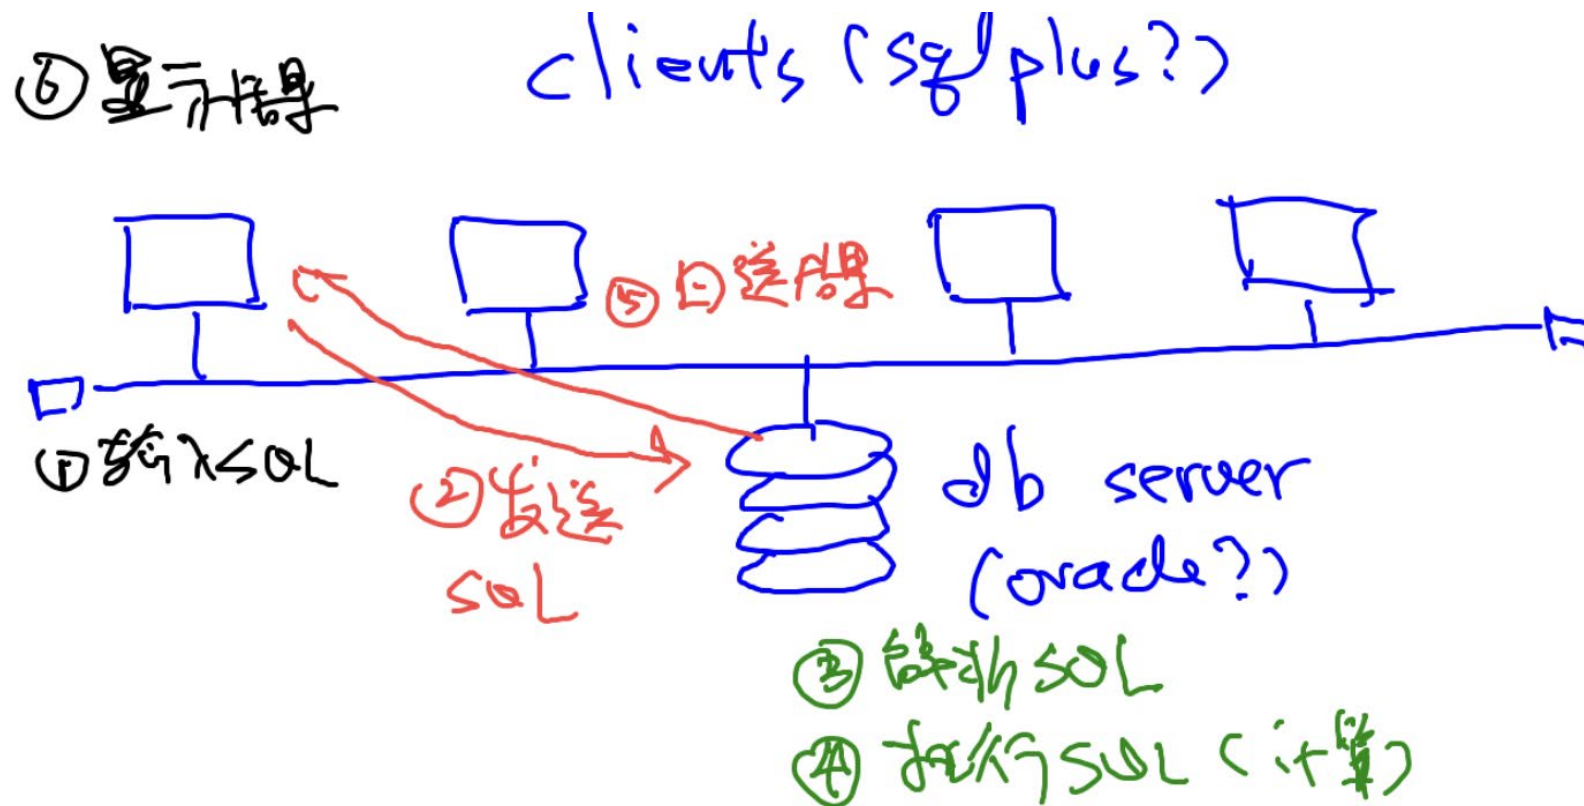 ⑥显示结果
clients (sqlplus?)
⑤回送结果
①输入SQL
②发送
SQL
db server
(oracle?)
③解析SQL
④执行SQL(计算)